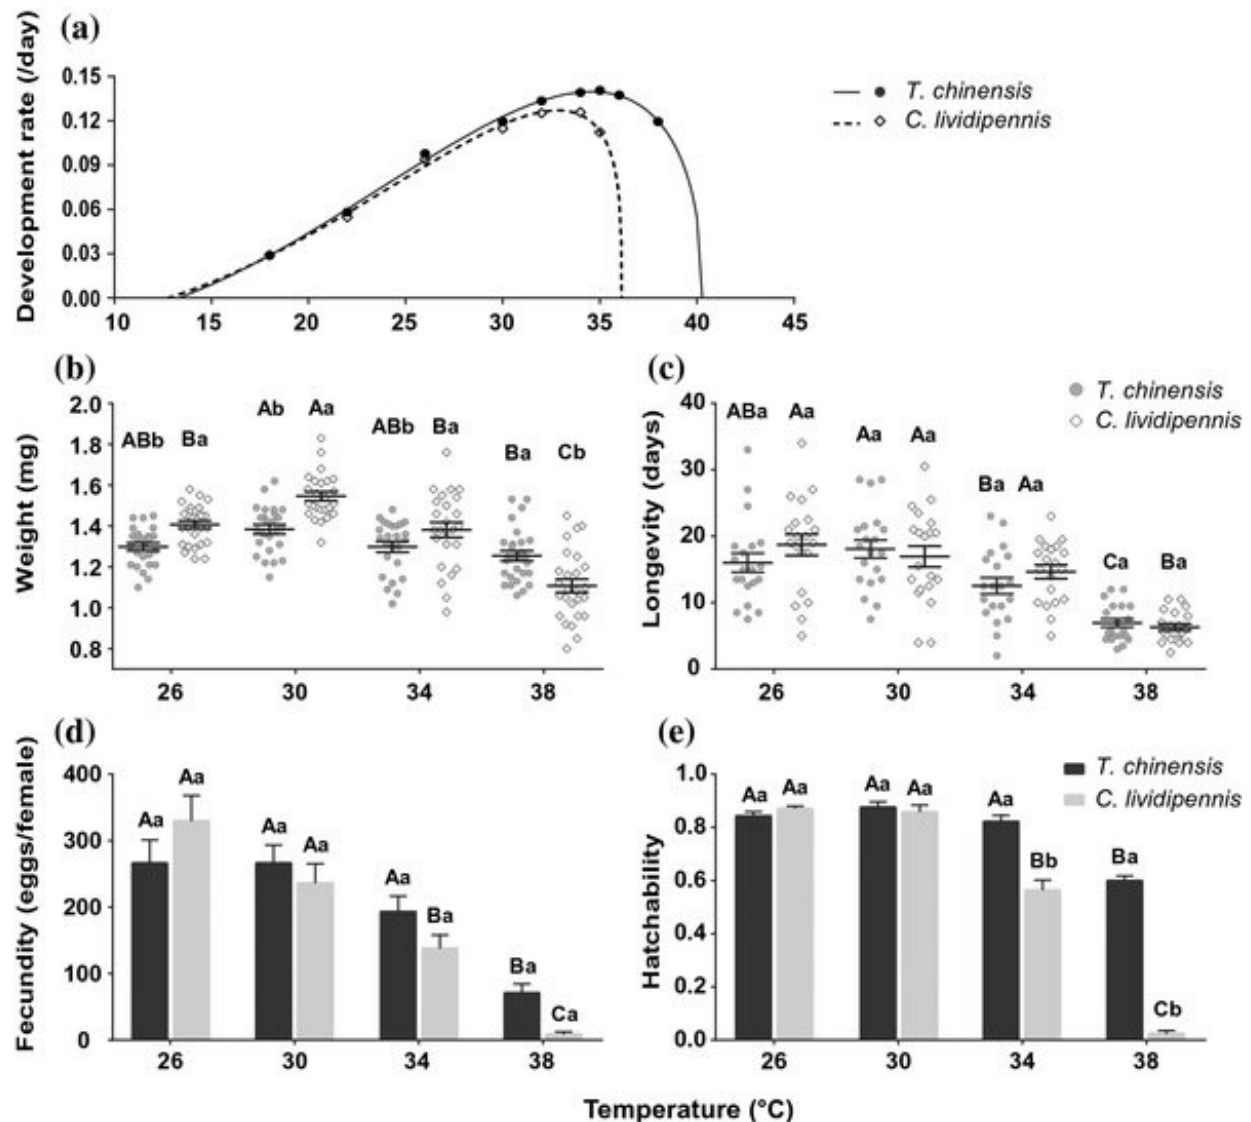 (a)
Development rate (/day)
0.15
0.12
0.09
0.06
0.03
0.00
10 15 20 25 30 35 40 45
T. chinensis
C. lividipennis
(b)
Weight (mg)
2.0
1.8
1.6
1.4
1.2
1.0
0.8
ABb Ba Ab Aa ABb Ba Ba Cb
26 30 34 38
(c)
Longevity (days)
40
30
20
10
0
ABa Aa Aa Aa Ba Aa Ca Ba
26 30 34 38
T. chinensis
C. lividipennis
(d)
Fecundity (eggs/female)
400
300
200
100
0
Aa Aa Aa Aa Aa Ba Ba Ca
26 30 34 38
(e)
Hatchability
1.0
0.8
0.6
0.4
0.2
0.0
Aa Aa Aa Aa Aa Bb Ba Cb
26 30 34 38
T. chinensis
C. lividipennis
Temperature (°C)